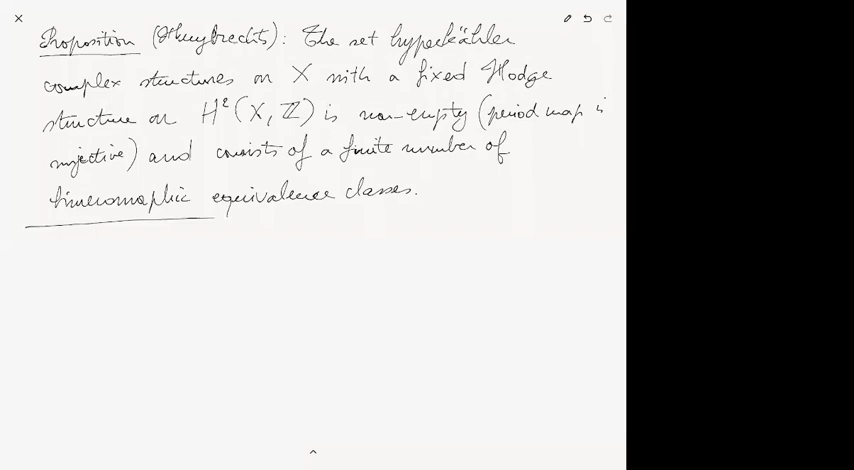 Proposition (Huybrechts): The set hyperkähler
complex structures on X with a fixed Hodge
structure on H²(X, ℤ) is non-empty (period map is
surjective) and consists of a finite number of
bimeromorphic equivalence classes.